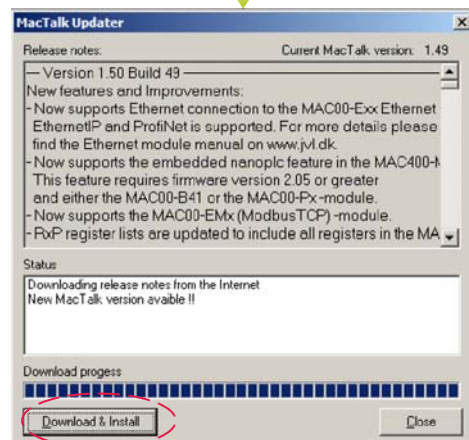 MacTalk Updater
Release notes: Current MacTalk version: 1.49
— Version 1.50 Build 49 —
New features and Improvements:
- Now supports Ethernet connection to the MAC00-Exx Ethernet
EthernetIP and ProfiNet is supported. For more details please
find the Ethernet module manual on www.jvl.dk.
- Now supports the embedded nanoplc feature in the MAC400-
This feature requires firmware version 2.05 or greater
and either the MAC00-B41 or the MAC00-Px-module.
- Now supports the MAC00-EMx (ModbusTCP) -module.
- RxP register lists are updated to include all registers in the MA
Status
Downloading release notes from the Internet
New MacTalk version avaible !!
Download progess
Download & Install Close